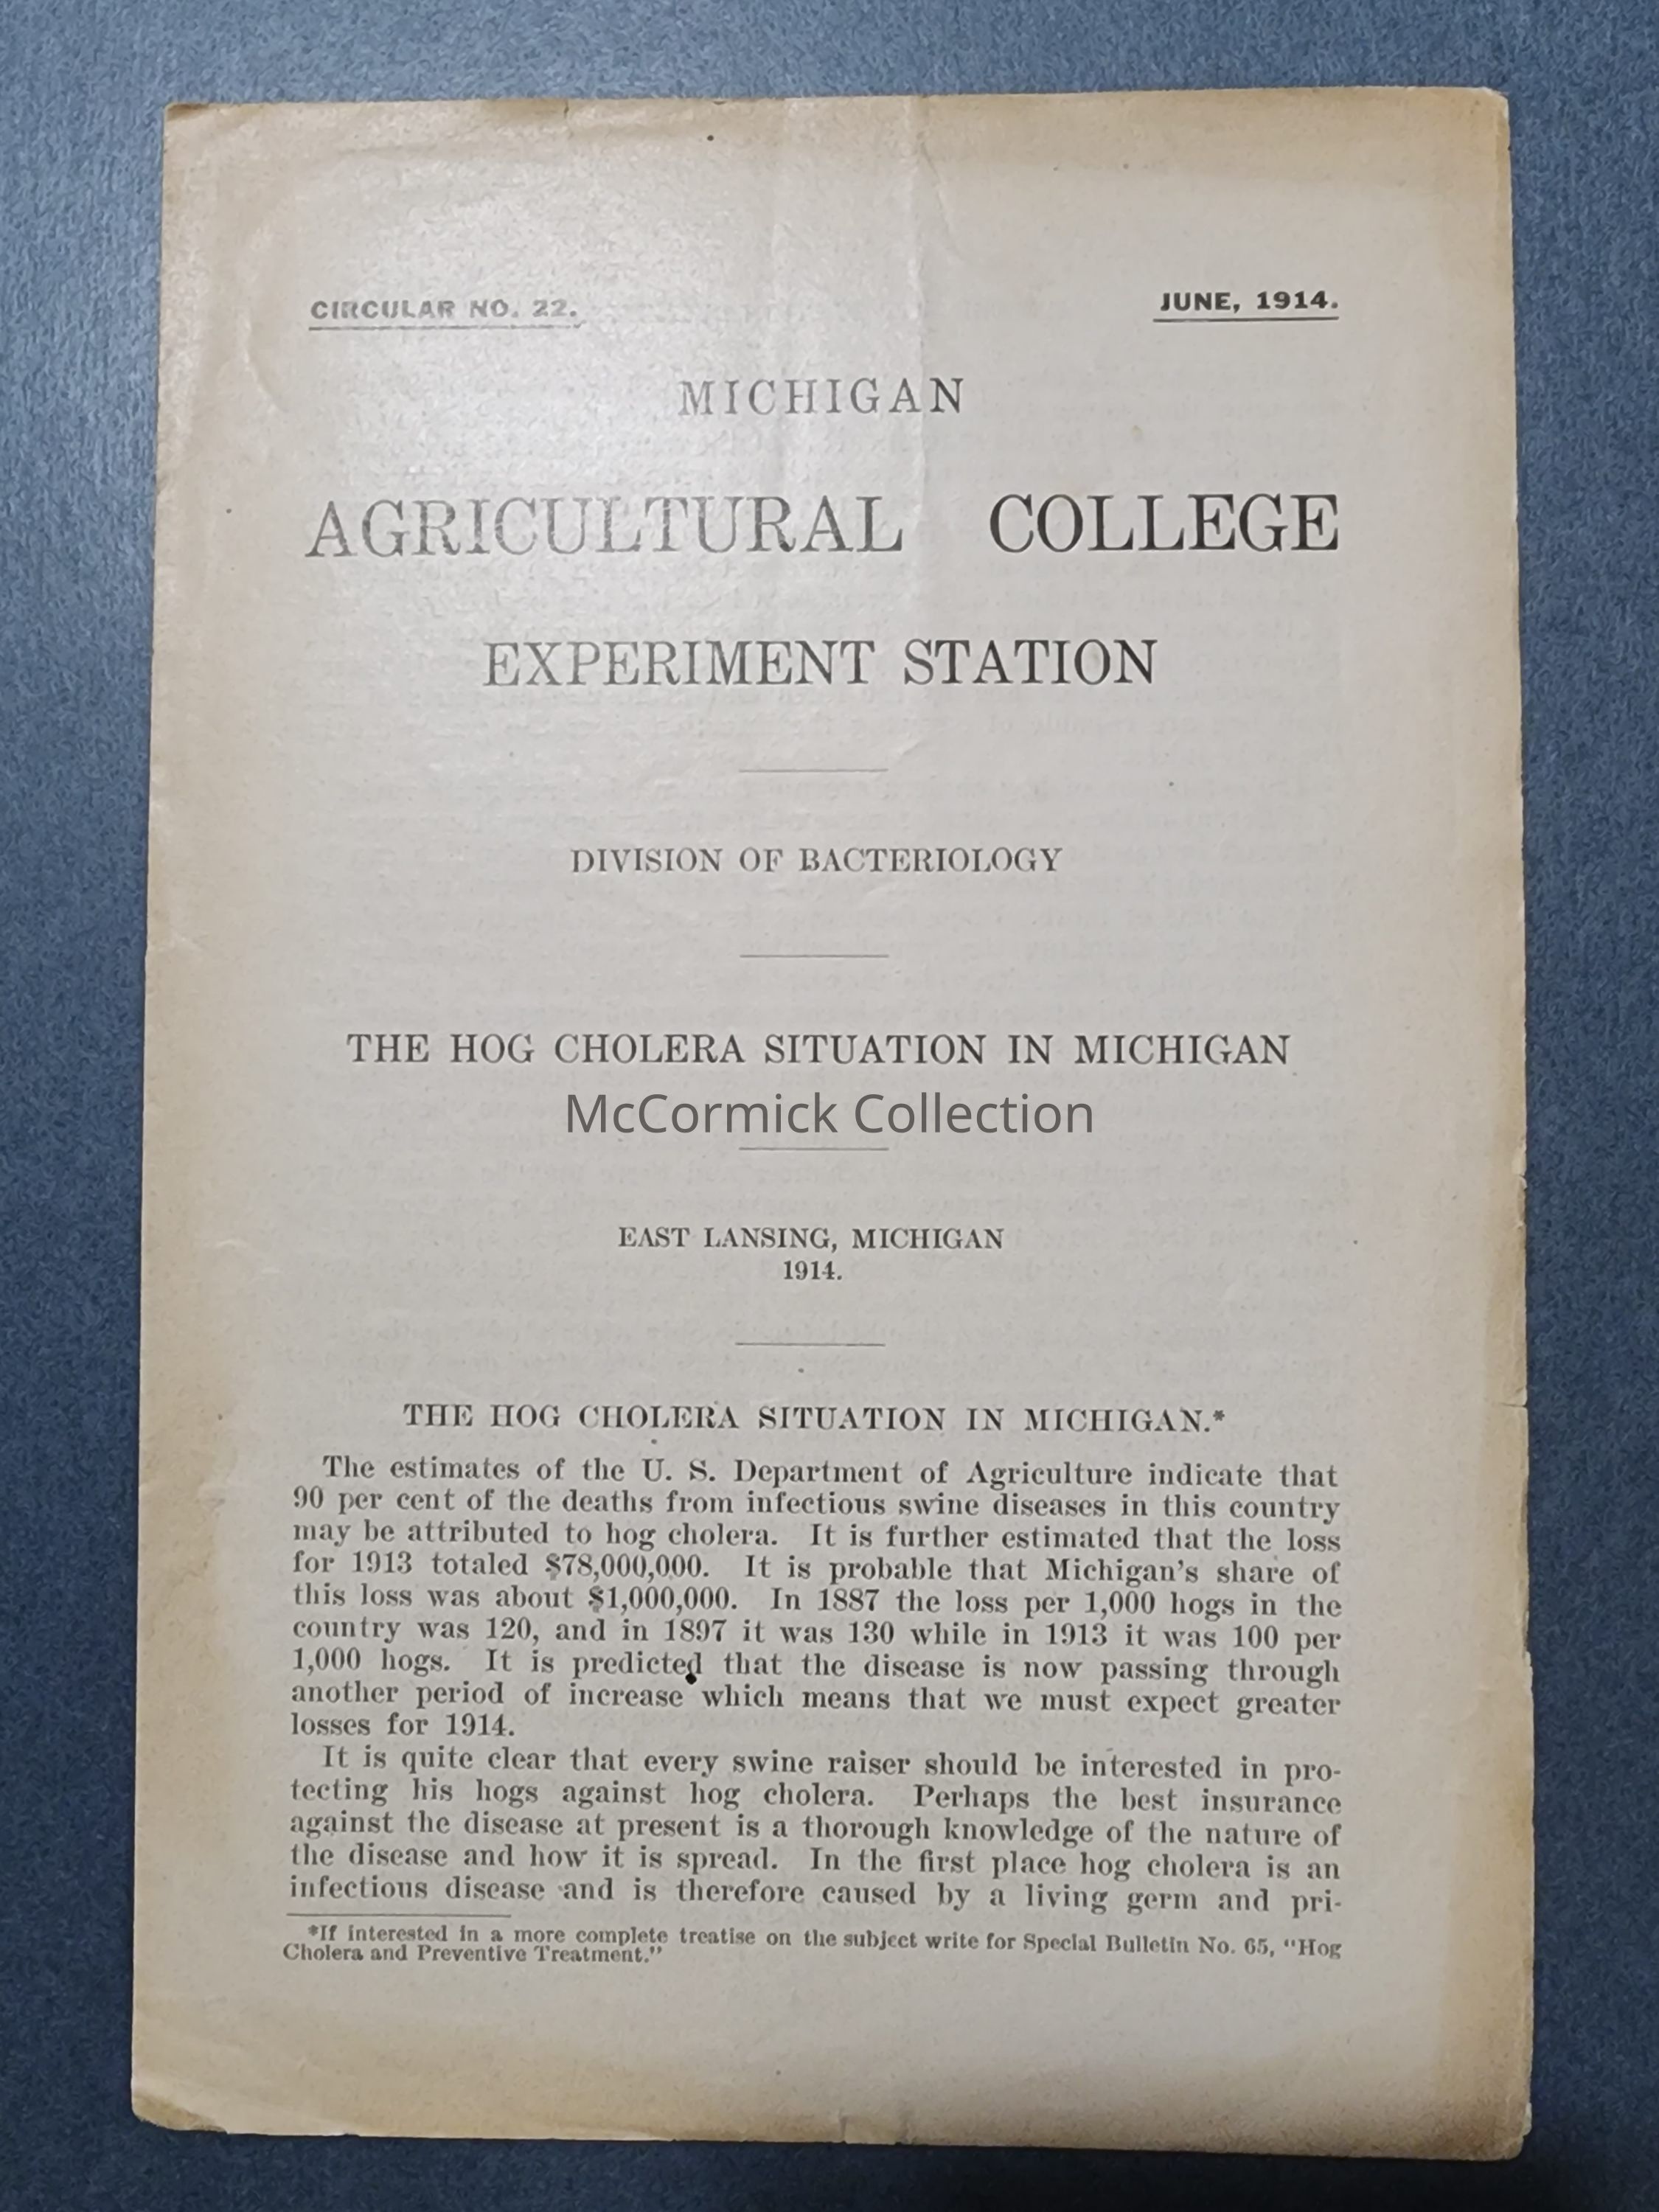 CIRCULAR NO. 22.
JUNE, 1914.
MICHIGAN
AGRICULTURAL COLLEGE
EXPERIMENT STATION
DIVISION OF BACTERIOLOGY
THE HOG CHOLERA SITUATION IN MICHIGAN
McCormick Collection
EAST LANSING, MICHIGAN
1914.
THE HOG CHOLERA SITUATION IN MICHIGAN.*
The estimates of the U. S. Department of Agriculture indicate that
90 per cent of the deaths from infectious swine diseases in this country
may be attributed to hog cholera. It is further estimated that the loss
for 1913 totaled $78,000,000. It is probable that Michigan's share of
this loss was about $1,000,000. In 1887 the loss per 1,000 hogs in the
country was 120, and in 1897 it was 130 while in 1913 it was 100 per
1,000 hogs. It is predicted that the disease is now passing through
another period of increase which means that we must expect greater
losses for 1914.
It is quite clear that every swine raiser should be interested in pro-
tecting his hogs against hog cholera. Perhaps the best insurance
against the disease at present is a thorough knowledge of the nature of
the disease and how it is spread. In the first place hog cholera is an
infectious disease and is therefore caused by a living germ and pri-
*If interested in a more complete treatise on the subject write for Special Bulletin No. 65, "Hog
Cholera and Preventive Treatment."